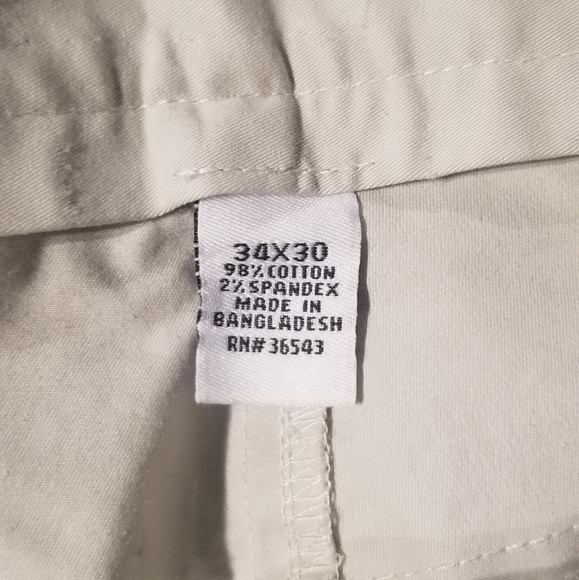 34X30
98% COTTON
2% SPANDEX
MADE IN
BANGLADESH
RN# 36543